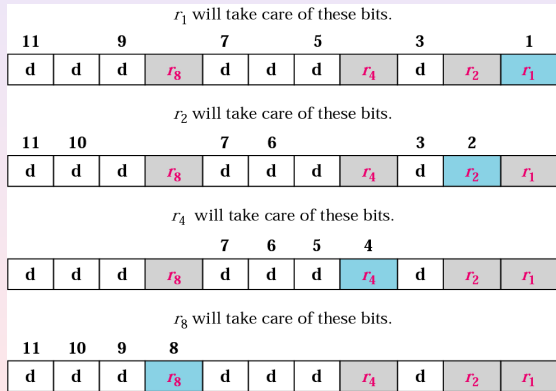 r₁ will take care of these bits.
11 9 7 5 3 1
d d d r₈ d d d r₄ d r₂ r₁
r₂ will take care of these bits.
11 10 7 6 3 2
d d d r₈ d d d r₄ d r₂ r₁
r₄ will take care of these bits.
7 6 5 4
d d d r₈ d d d r₄ d r₂ r₁
r₈ will take care of these bits.
11 10 9 8
d d d r₈ d d d r₄ d r₂ r₁